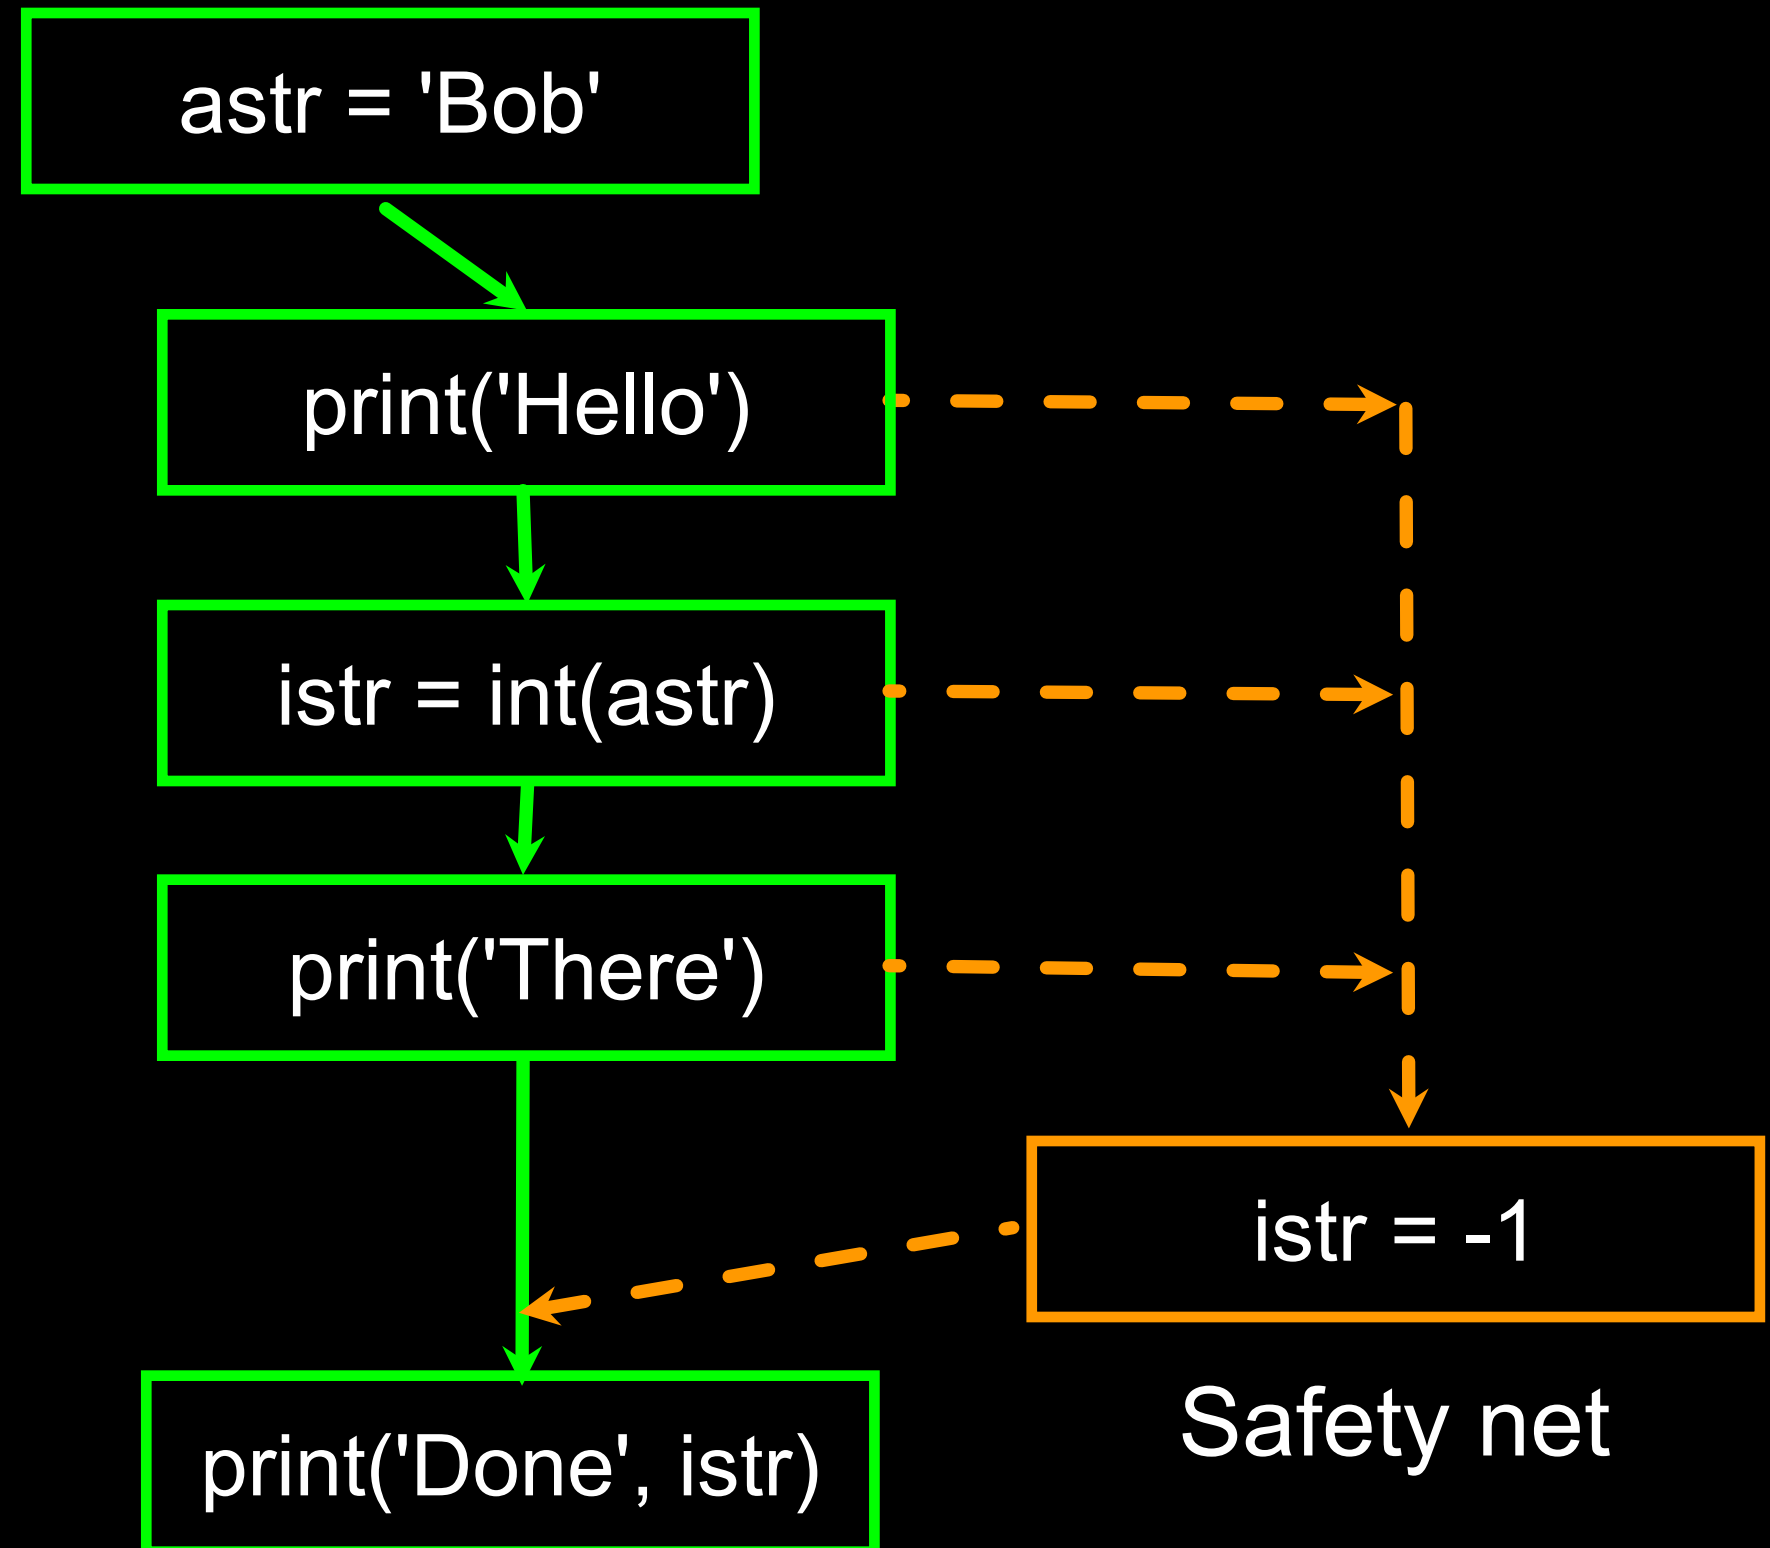 astr = 'Bob'
print('Hello')
istr = int(astr)
print('There')
istr = -1
Safety net
print('Done', istr)